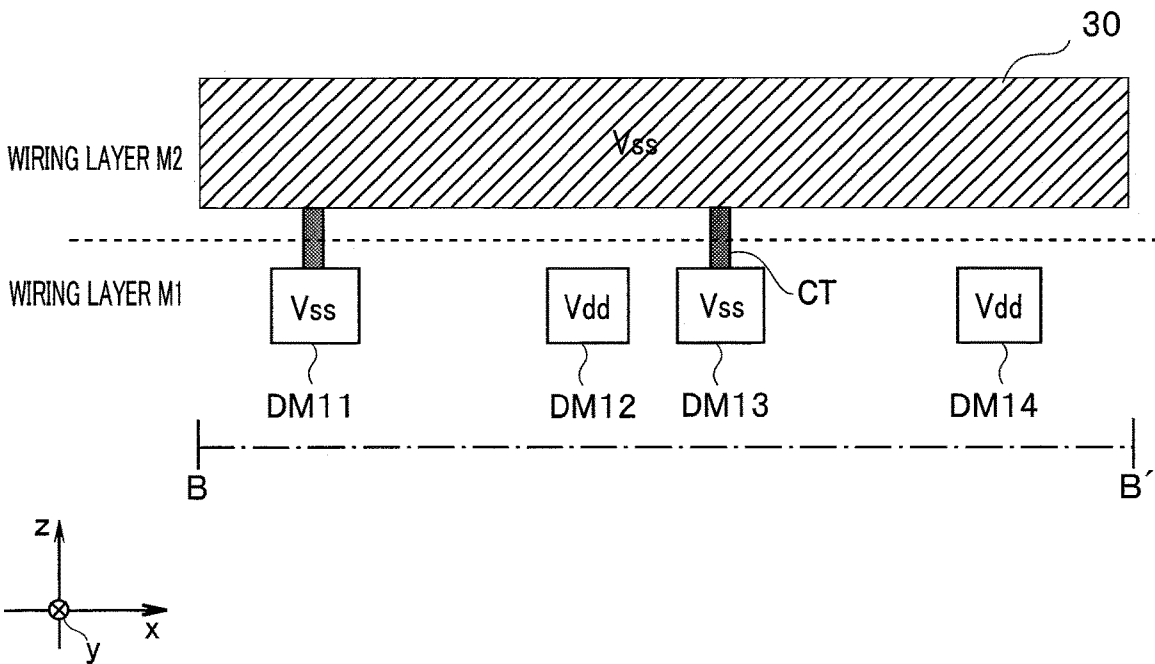 30
Vss
WIRING LAYER M2
WIRING LAYER M1
Vss
Vdd
Vss
CT
Vdd
DM11
DM12
DM13
DM14
B
B´
z
x
y